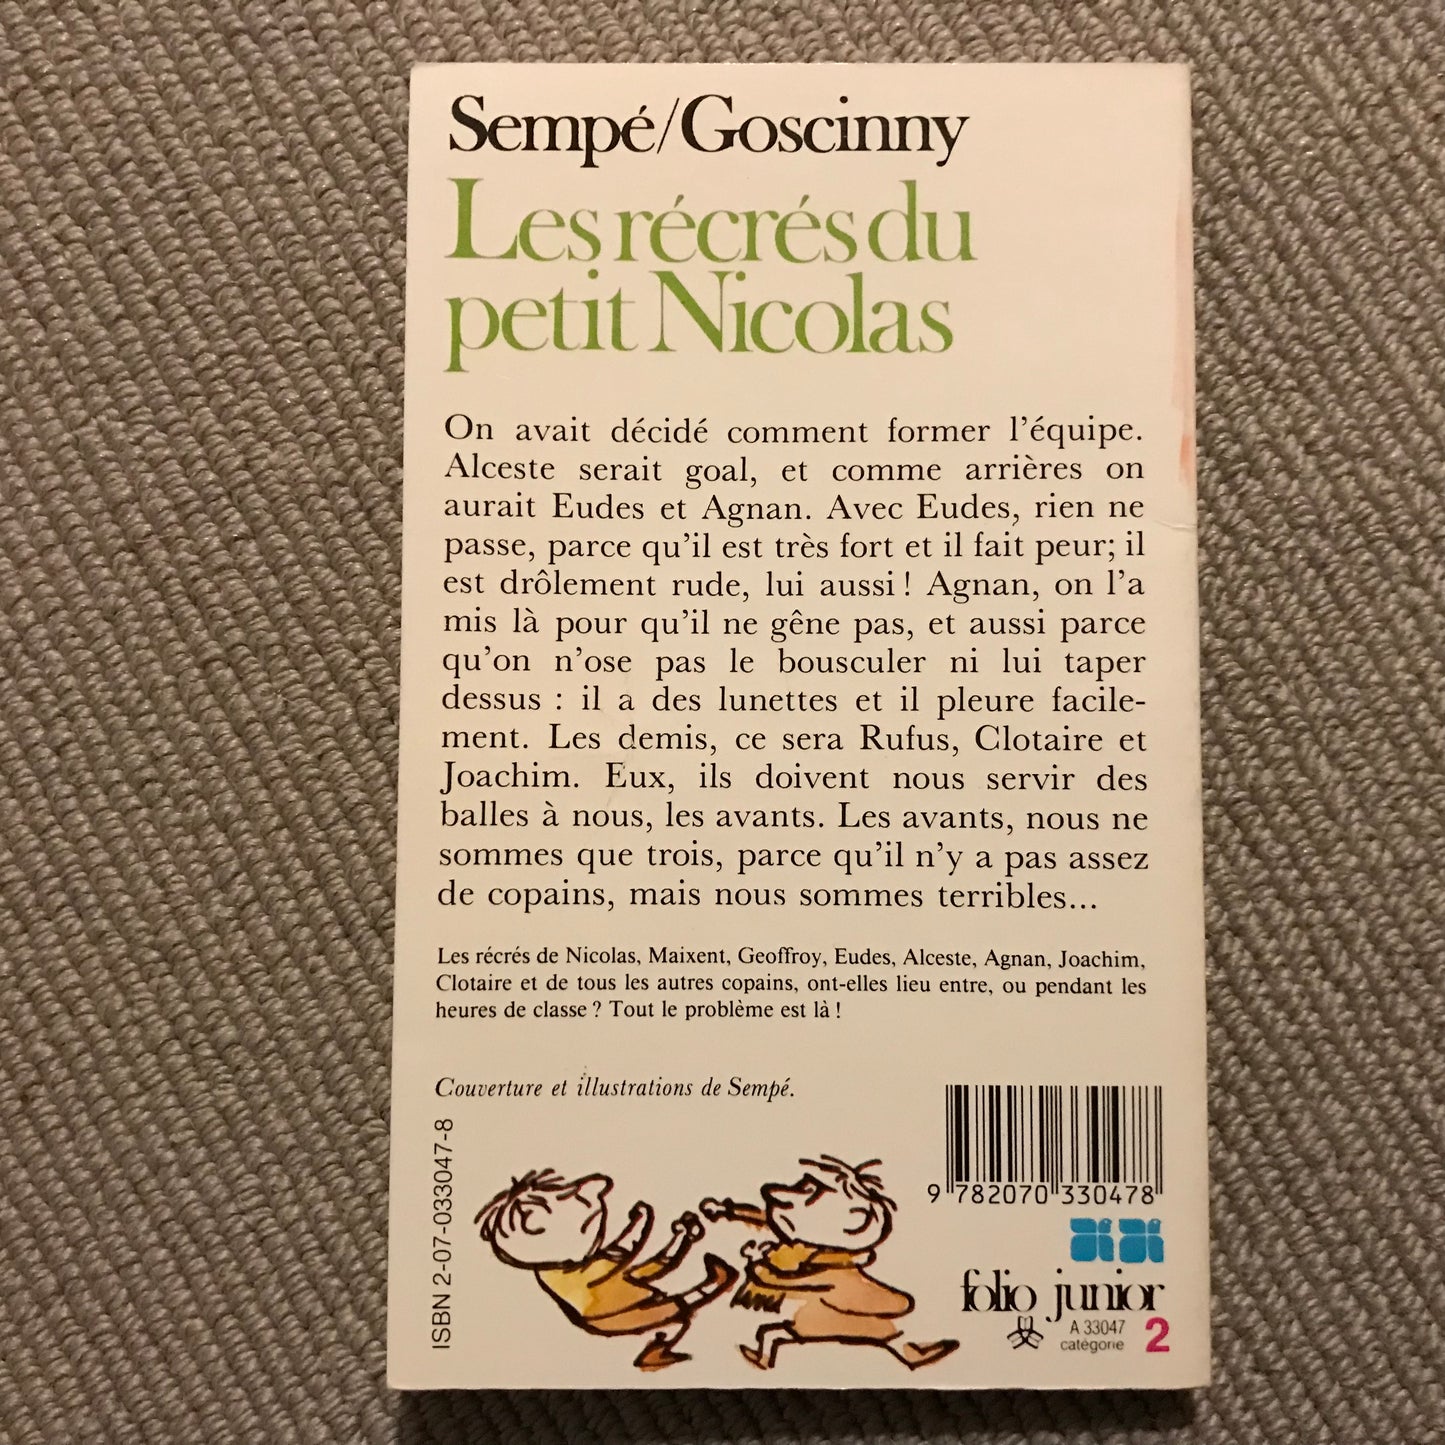 Sempé/Goscinny
Les récrés du
petit Nicolas
On avait décidé comment former l'équipe.
Alceste serait goal, et comme arrières on
aurait Eudes et Agnan. Avec Eudes, rien ne
passe, parce qu'il est très fort et il fait peur; il
est drôlement rude, lui aussi ! Agnan, on l'a
mis là pour qu'il ne gêne pas, et aussi parce
qu'on n'ose pas le bousculer ni lui taper
dessus : il a des lunettes et il pleure facile-
ment. Les demis, ce sera Rufus, Clotaire et
Joachim. Eux, ils doivent nous servir des
balles à nous, les avants. Les avants, nous ne
sommes que trois, parce qu'il n'y a pas assez
de copains, mais nous sommes terribles...
Les récrés de Nicolas, Maixent, Geoffroy, Eudes, Alceste, Agnan, Joachim,
Clotaire et de tous les autres copains, ont-elles lieu entre, ou pendant les
heures de classe ? Tout le problème est là !
Couverture et illustrations de Sempé.
ISBN 2-07-033047-8
9 782070 330478
folio junior
A 33047
catégorie 2